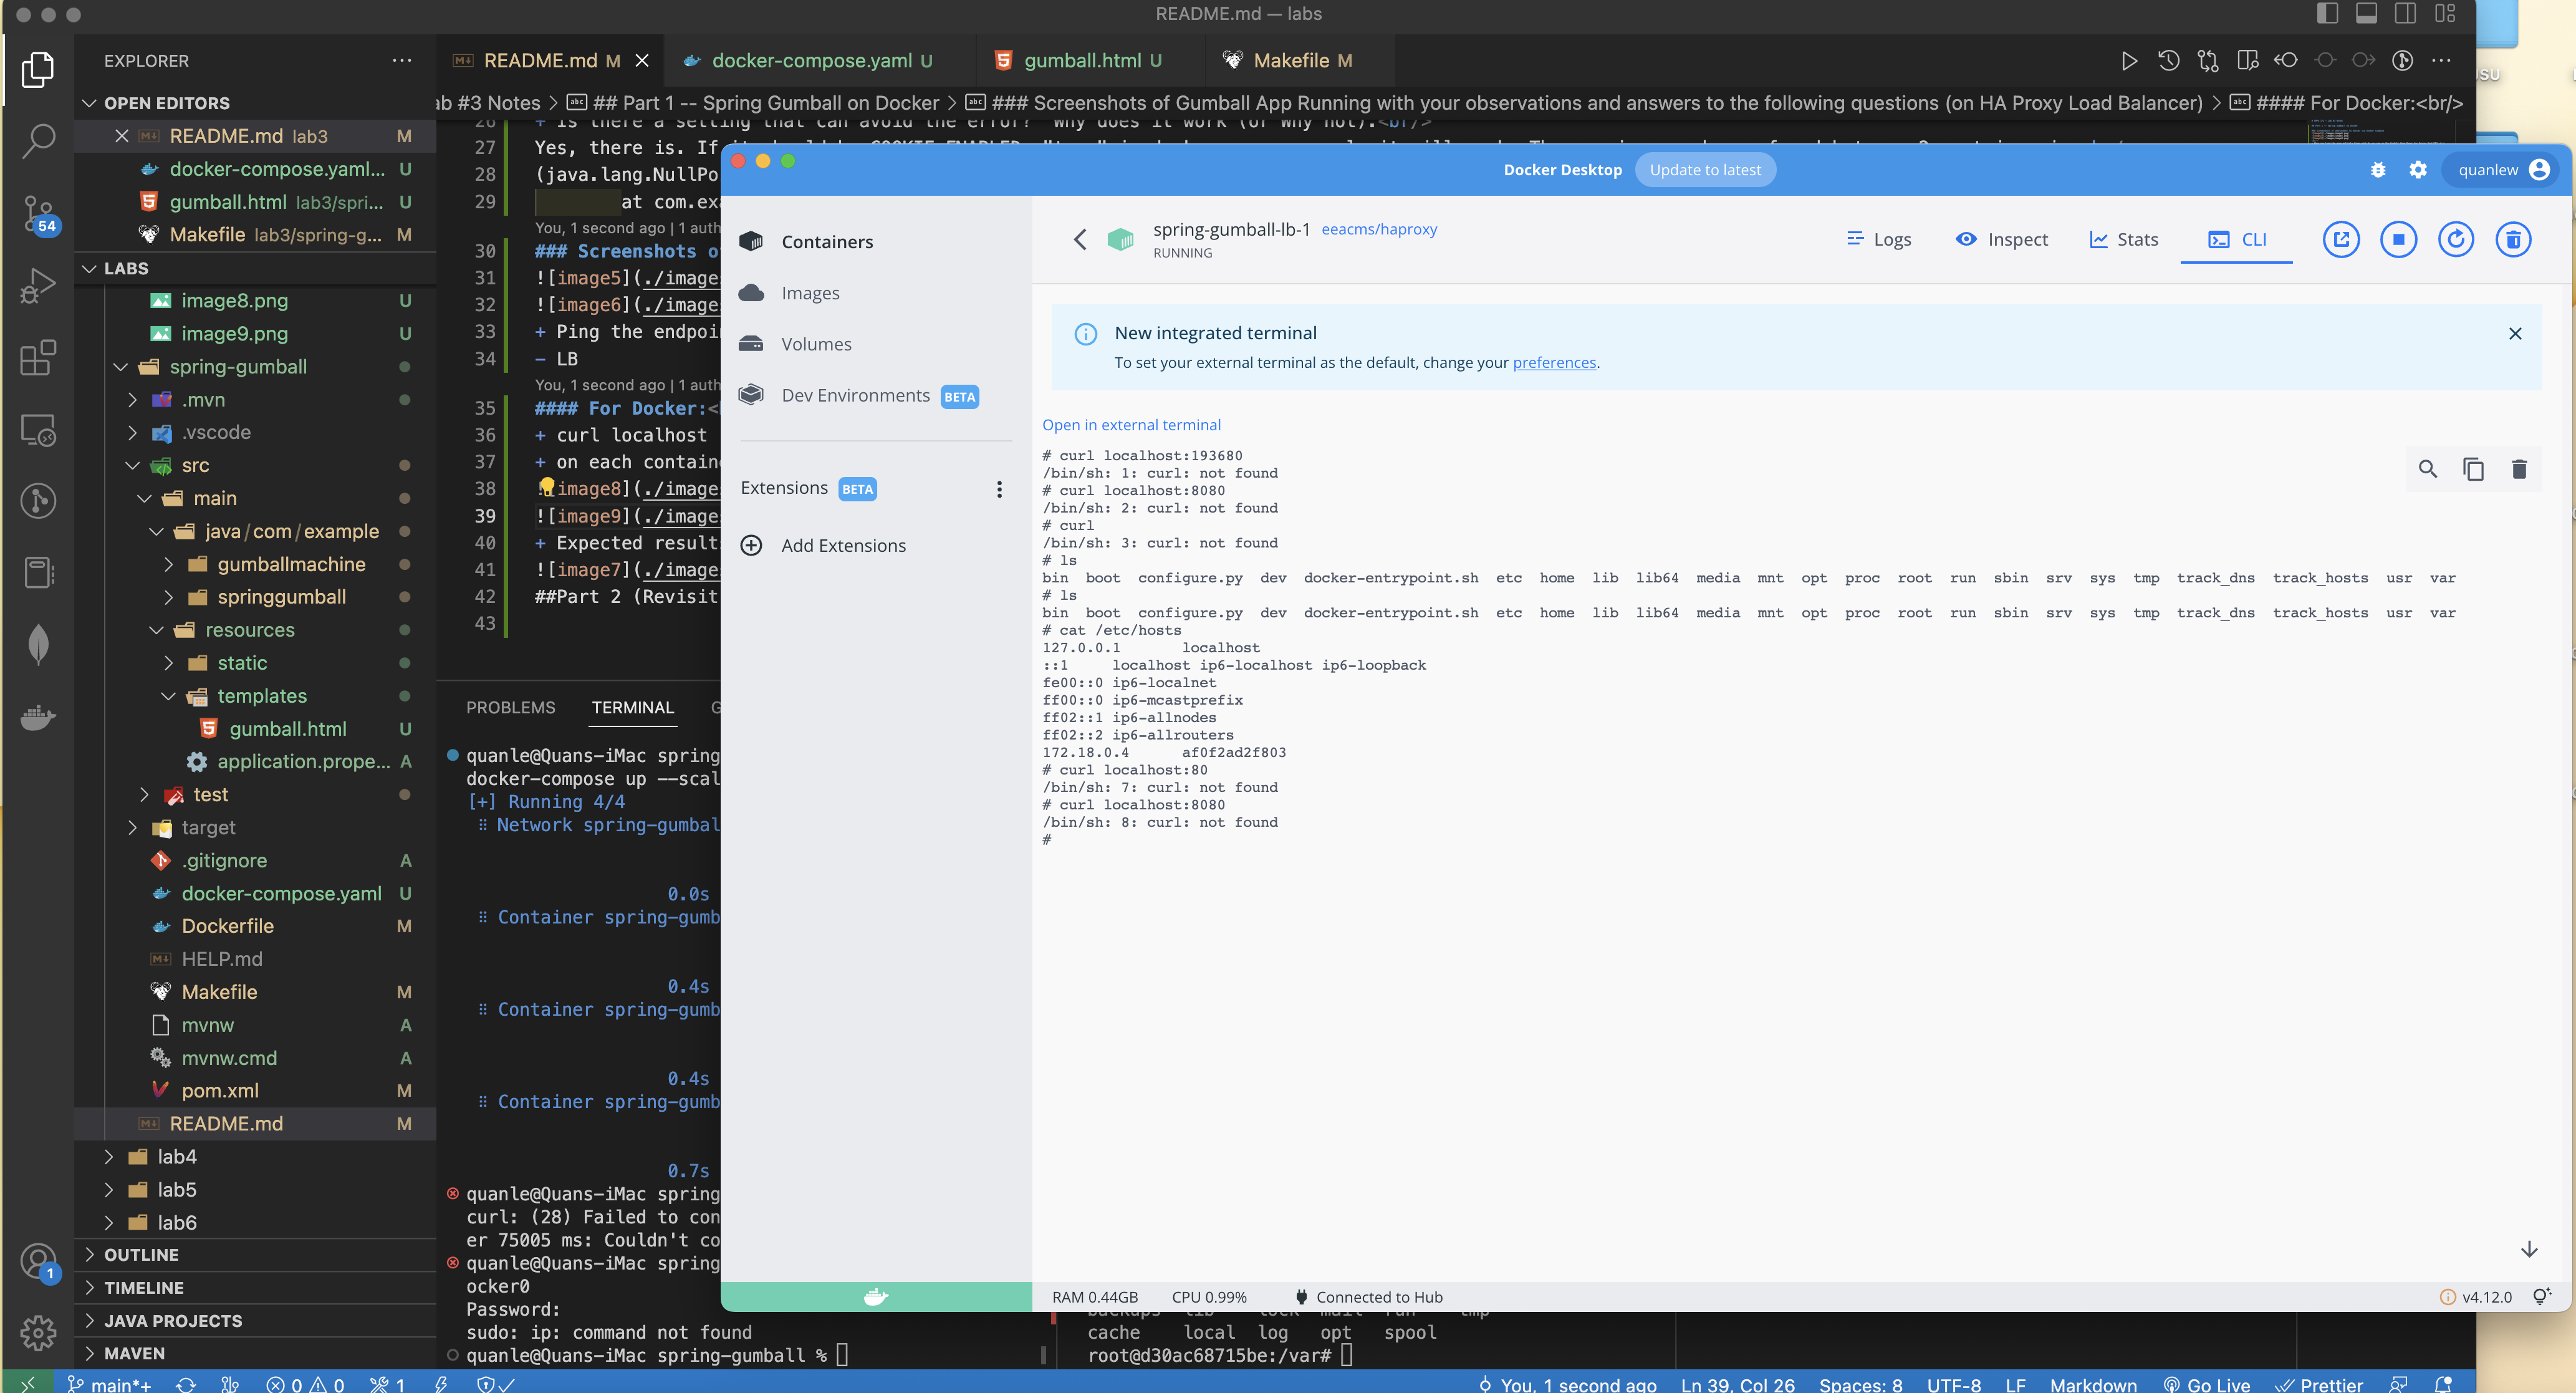 README.md — labs
EXPLORER
README.md M
docker-compose.yaml U
gumball.html U
Makefile M
OPEN EDITORS
ab #3 Notes > ## Part 1 -- Spring Gumball on Docker > ### Screenshots of Gumball App Running with your observations and answers to the following questions (on HA Proxy Load Balancer) > #### For Docker:<br/>
README.md lab3 M
docker-compose.yaml... U
gumball.html lab3/spri... U
Makefile lab3/spring-g... M
54
LABS
image8.png U
image9.png U
spring-gumball
.mvn
.vscode
src
main
java/com/example
gumballmachine
springgumball
resources
static
templates
gumball.html U
application.prope... A
test
target
.gitignore A
docker-compose.yaml U
Dockerfile M
HELP.md
Makefile M
mvnw A
mvnw.cmd A
pom.xml M
README.md M
lab4
lab5
lab6
OUTLINE
TIMELINE
JAVA PROJECTS
MAVEN
1
26 + Is there a setting that can avoid the error? Why does it work (or why not).<br/>
27 Yes, there is. If
28 (java.lang.NullPo
29 at com.exa
You, 1 second ago | 1 auth
30 ### Screenshots o
31 ![image5](./image
32 ![image6](./image
33 + Ping the endpoi
34 - LB
You, 1 second ago | 1 auth
35 #### For Docker:<
36 + curl localhost
37 + on each contain
38 ![image8](./image
39 ![image9](./image
40 + Expected result
41 ![image7](./image
42 ##Part 2 (Revisit
43
PROBLEMS TERMINAL
quanle@Quans-iMac spring
docker-compose up --scal
[+] Running 4/4
Network spring-gumbal
0.0s
Container spring-gumb
0.4s
Container spring-gumb
0.4s
Container spring-gumb
0.7s
quanle@Quans-iMac spring
curl: (28) Failed to con
er 75005 ms: Couldn't co
quanle@Quans-iMac spring
ocker0
Password:
sudo: ip: command not found
quanle@Quans-iMac spring-gumball %
Docker Desktop
Update to latest
quanlew
Containers
Images
Volumes
Dev Environments BETA
Extensions BETA
Add Extensions
spring-gumball-lb-1 eeacms/haproxy
RUNNING
Logs
Inspect
Stats
CLI
New integrated terminal
To set your external terminal as the default, change your preferences.
Open in external terminal
# curl localhost:193680
/bin/sh: 1: curl: not found
# curl localhost:8080
/bin/sh: 2: curl: not found
# curl
/bin/sh: 3: curl: not found
# ls
bin boot configure.py dev docker-entrypoint.sh etc home lib lib64 media mnt opt proc root run sbin srv sys tmp track_dns track_hosts usr var
# ls
bin boot configure.py dev docker-entrypoint.sh etc home lib lib64 media mnt opt proc root run sbin srv sys tmp track_dns track_hosts usr var
# cat /etc/hosts
127.0.0.1 localhost
::1 localhost ip6-localhost ip6-loopback
fe00::0 ip6-localnet
ff00::0 ip6-mcastprefix
ff02::1 ip6-allnodes
ff02::2 ip6-allrouters
172.18.0.4 af0f2ad2f803
# curl localhost:80
/bin/sh: 7: curl: not found
# curl localhost:8080
/bin/sh: 8: curl: not found
#
RAM 0.44GB CPU 0.99% Connected to Hub
v4.12.0
cache local log opt spool
root@d30ac68715be:/var#
main*+ 0 0 1
You, 1 second ago Ln 39, Col 26 Spaces: 8 UTF-8 LF Markdown Go Live Prettier